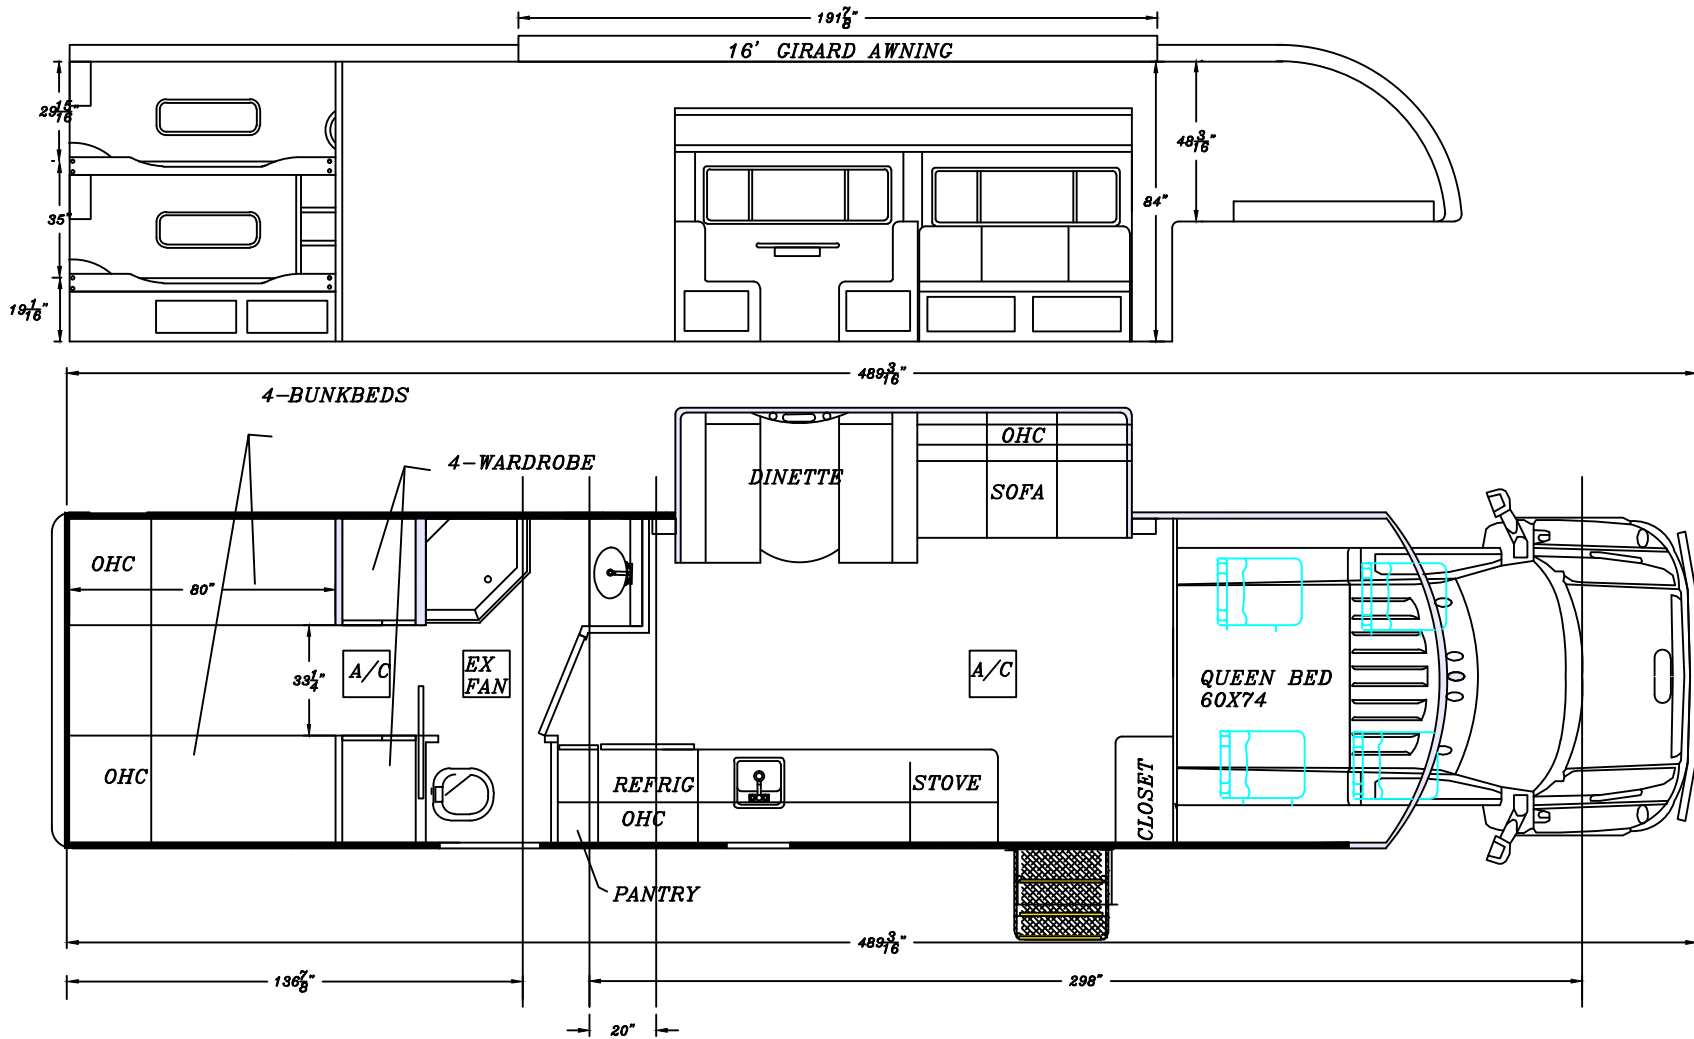 191 7/8"
16' GIRARD AWNING
29 15/16"
48 3/16"
84"
35"
19 1/16"
489 3/16"
4-BUNKBEDS
4-WARDROBE
OHC
DINETTE
SOFA
OHC
80"
A/C
EX
FAN
33 1/4"
A/C
QUEEN BED
60X74
OHC
REFRIG
STOVE
OHC
CLOSET
PANTRY
489 3/16"
136 7/8"
298"
20"